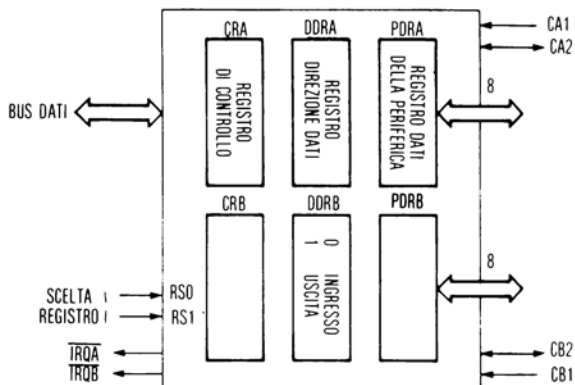 CRA DDRA PDRA
CA1
CA2
REGISTRO
DI CONTROLLO
REGISTRO
DIREZIONE DATI
REGISTRO DATI
DELLA PERIFERICA
8
BUS DATI
CRB DDRB PDRB
0 INGRESSO
1 USCITA
8
SCELTA
REGISTRO
RS0
RS1
IRQA
IRQB
CB2
CB1